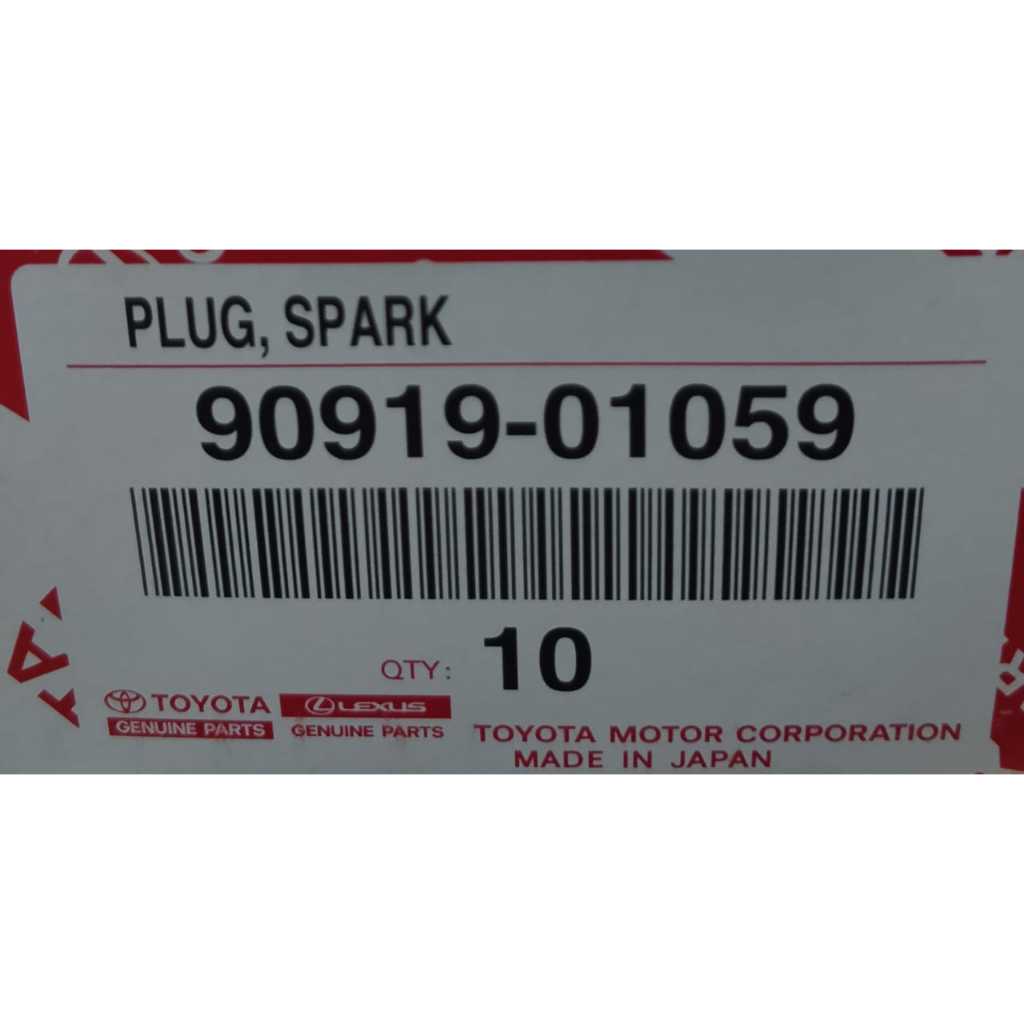 PLUG, SPARK
90919-01059
QTY: 10
TOYOTA LEXUS
GENUINE PARTS GENUINE PARTS
TOYOTA MOTOR CORPORATION
MADE IN JAPAN